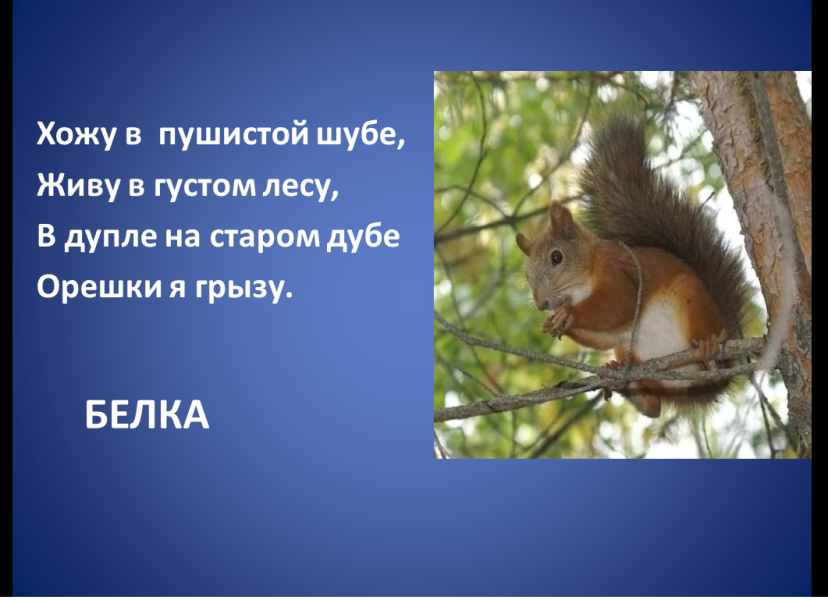 Хожу в  пушистой шубе,
Живу в густом лесу,
В дупле на старом дубе
Орешки я грызу.
БЕЛКА